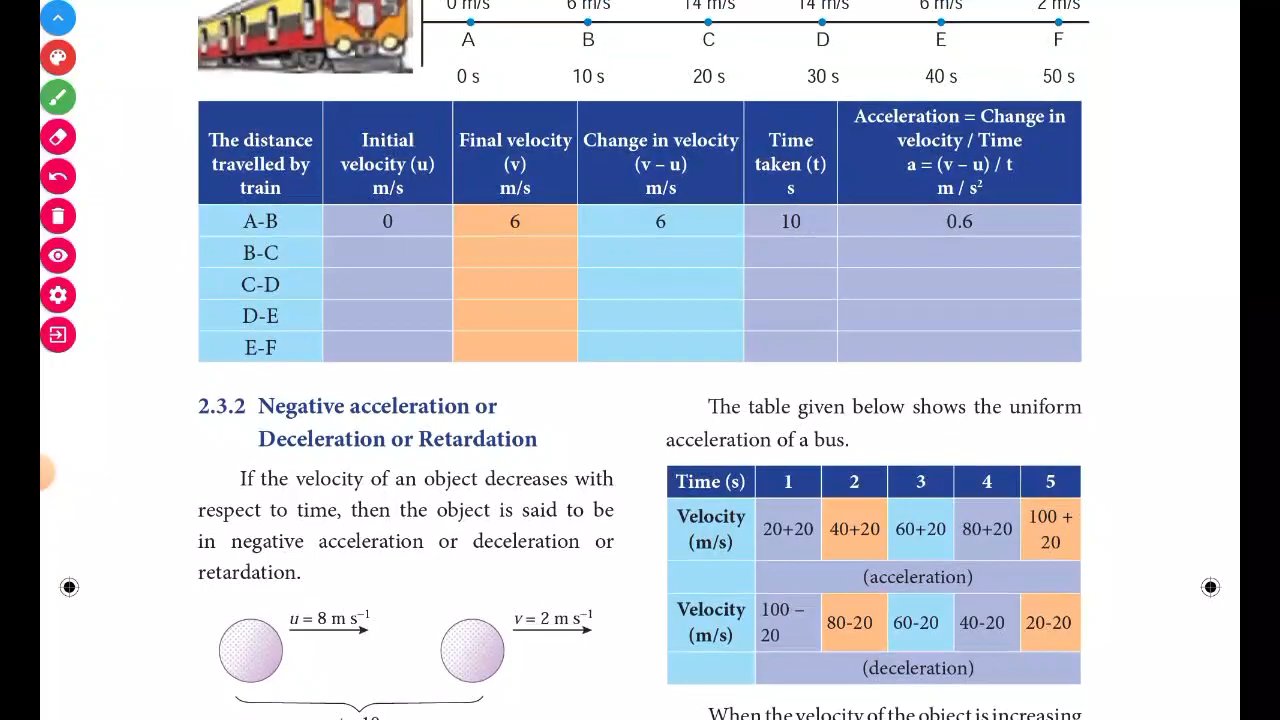 0 m/s 6 m/s 14 m/s 14 m/s 6 m/s 2 m/s
A B C D E F
0 s 10 s 20 s 30 s 40 s 50 s
The distance travelled by train Initial velocity (u) m/s Final velocity (v) m/s Change in velocity (v – u) m/s Time taken (t) s Acceleration = Change in velocity / Time a = (v – u) / t m / s²
A-B 0 6 6 10 0.6
B-C
C-D
D-E
E-F
2.3.2 Negative acceleration or
Deceleration or Retardation
If the velocity of an object decreases with
respect to time, then the object is said to be
in negative acceleration or deceleration or
retardation.
u = 8 m s⁻¹ v = 2 m s⁻¹
The table given below shows the uniform
acceleration of a bus.
Time (s) 1 2 3 4 5
Velocity (m/s) 20+20 40+20 60+20 80+20 100 + 20
(acceleration)
Velocity (m/s) 100 – 20 80-20 60-20 40-20 20-20
(deceleration)
When the velocity of the object is increasing